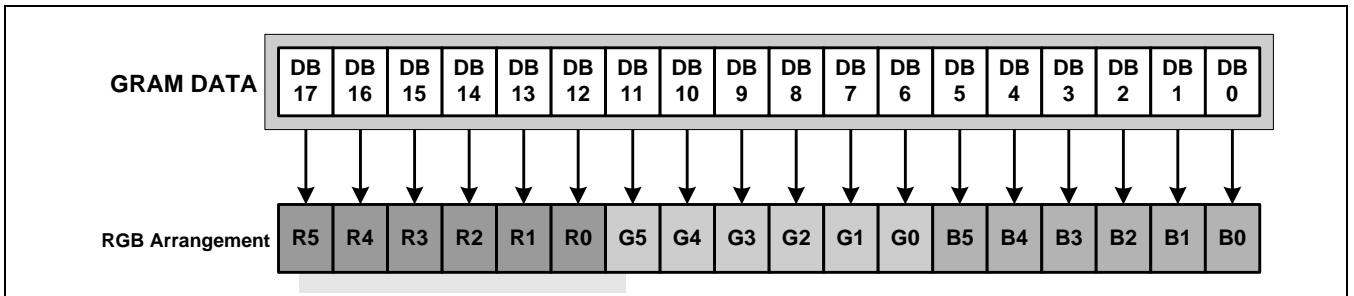 GRAM DATA DB 17 DB 16 DB 15 DB 14 DB 13 DB 12 DB 11 DB 10 DB 9 DB 8 DB 7 DB 6 DB 5 DB 4 DB 3 DB 2 DB 1 DB 0
RGB Arrangement R5 R4 R3 R2 R1 R0 G5 G4 G3 G2 G1 G0 B5 B4 B3 B2 B1 B0